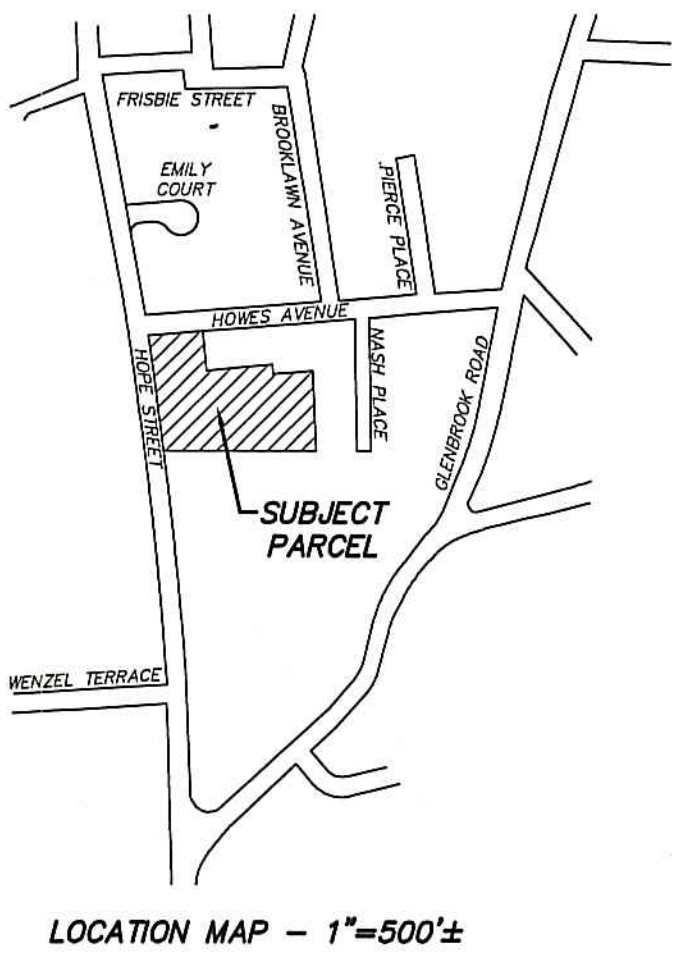 FRISBIE STREET
BROOKLAWN AVENUE
EMILY
COURT
PIERCE PLACE
HOWES AVENUE
HOPE STREET
NASH PLACE
GLENBROOK ROAD
SUBJECT
PARCEL
WENZEL TERRACE
LOCATION MAP - 1"=500'±